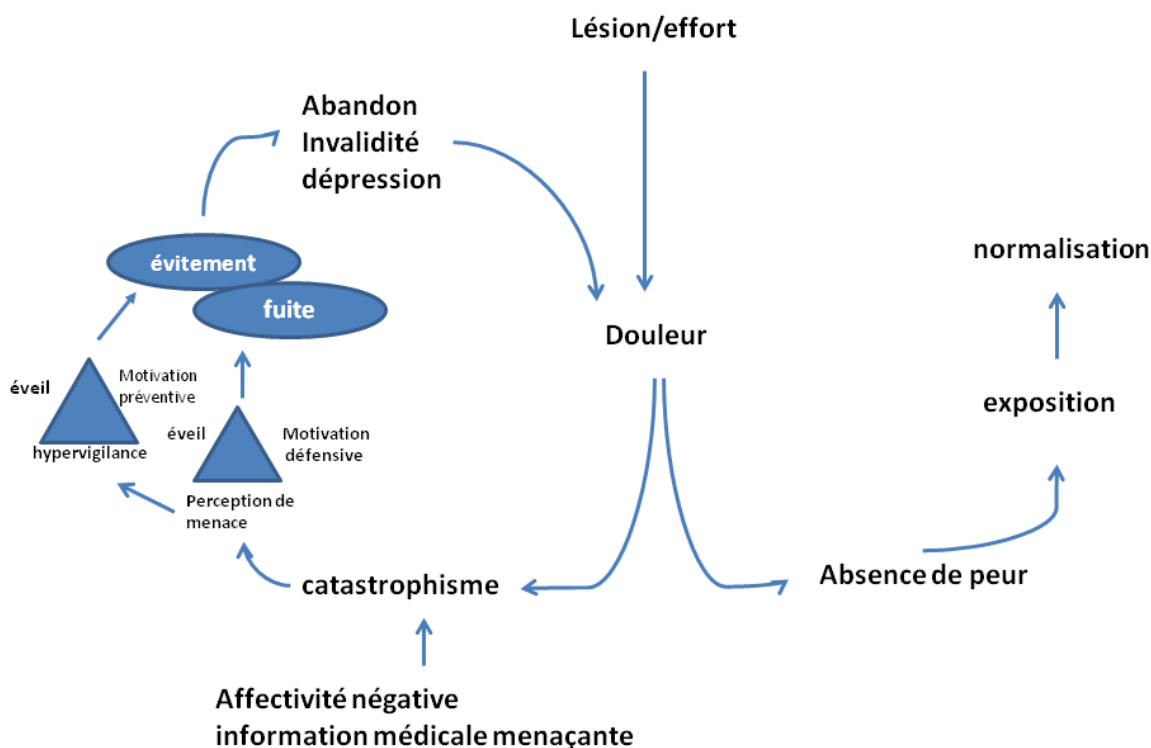 Lésion/effort
Abandon
Invalidité
dépression
évitement
fuite
normalisation
Douleur
éveil
Motivation
préventive
hypervigilance
éveil
Motivation
défensive
exposition
Perception de
menace
catastrophisme
Absence de peur
Affectivité négative
information médicale menaçante